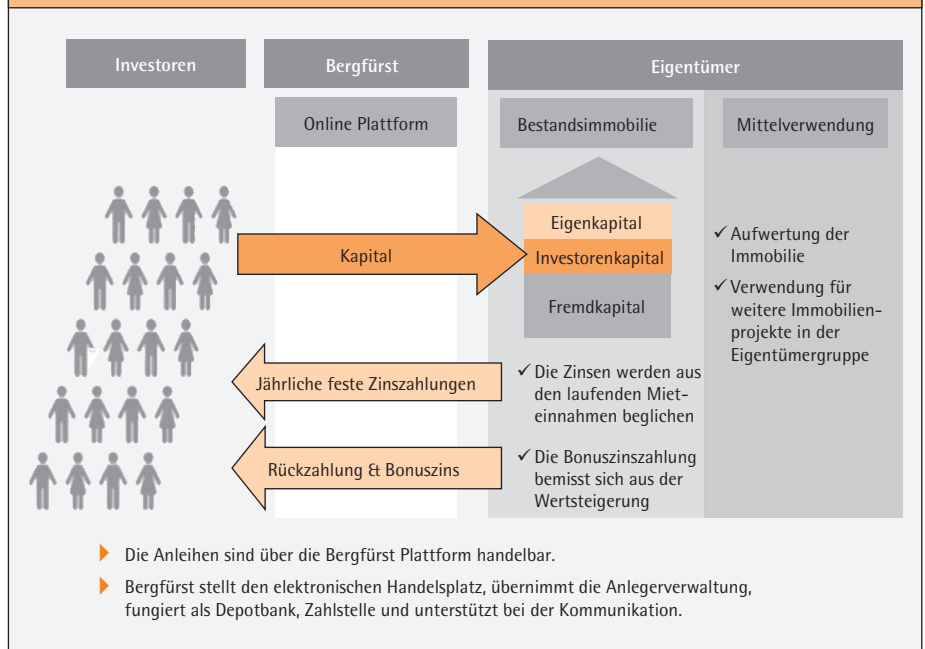 Investoren
Bergfürst
Eigentümer
Online Plattform
Bestandsimmobilie
Mittelverwendung
Kapital
Eigenkapital
Investorenkapital
Fremdkapital
✓ Aufwertung der
Immobilie
✓ Verwendung für
weitere Immobilien-
projekte in der
Eigentümergruppe
Jährliche feste Zinszahlungen
✓ Die Zinsen werden aus
den laufenden Miet-
einnahmen beglichen
Rückzahlung & Bonuszins
✓ Die Bonuszinszahlung
bemisst sich aus der
Wertsteigerung
Die Anleihen sind über die Bergfürst Plattform handelbar.
Bergfürst stellt den elektronischen Handelsplatz, übernimmt die Anlegerverwaltung,
fungiert als Depotbank, Zahlstelle und unterstützt bei der Kommunikation.